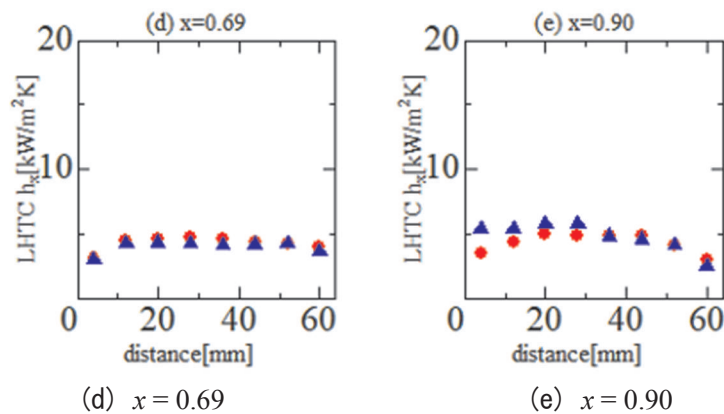 (d) x=0.69
20
10
0
20
40
60
LHTC hx[kW/m²K]
distance[mm]
(d) x = 0.69
(e) x=0.90
20
10
0
20
40
60
LHTC hx[kW/m²K]
distance[mm]
(e) x = 0.90